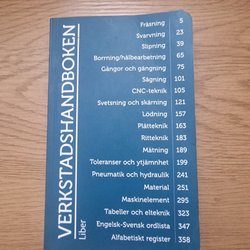 VERKSTADSHANDBOKEN
Liber
Fräsning 5
Svarvning 23
Slipning 39
Borrning/hålbearbetning 65
Gängor och gängning 75
Sågning 101
CNC-teknik 105
Svetsning och skärning 121
Lödning 157
Plåtteknik 163
Ritteknik 183
Mätning 189
Toleranser och ytjämnhet 199
Pneumatik och hydraulik 241
Material 251
Maskinelement 295
Tabeller och elteknik 323
Engelsk-Svensk ordlista 347
Alfabetiskt register 358